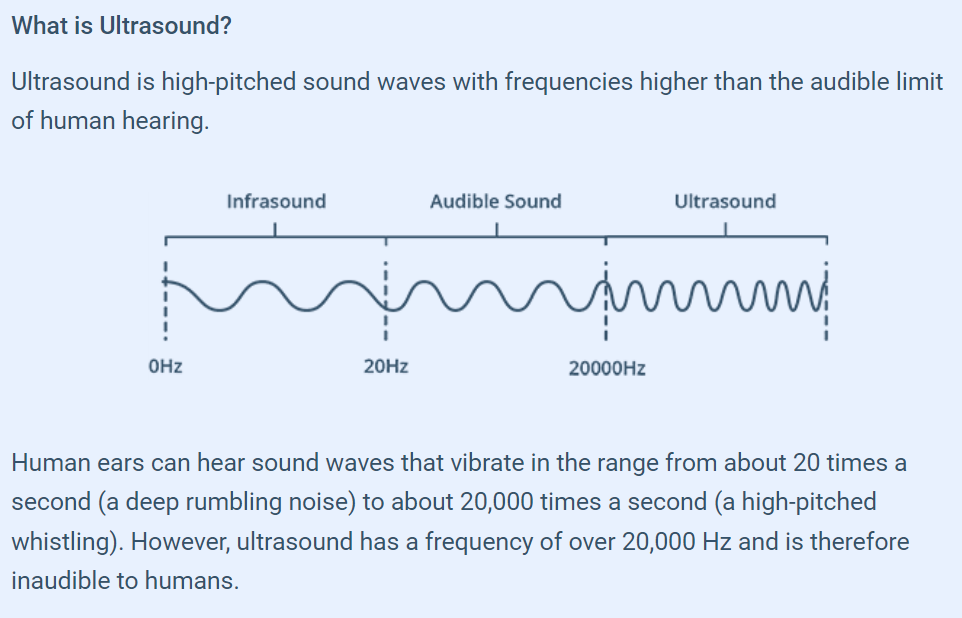 What is Ultrasound?
Ultrasound is high-pitched sound waves with frequencies higher than the audible limit
of human hearing.
Infrasound Audible Sound Ultrasound
0Hz 20Hz 20000Hz
Human ears can hear sound waves that vibrate in the range from about 20 times a
second (a deep rumbling noise) to about 20,000 times a second (a high-pitched
whistling). However, ultrasound has a frequency of over 20,000 Hz and is therefore
inaudible to humans.